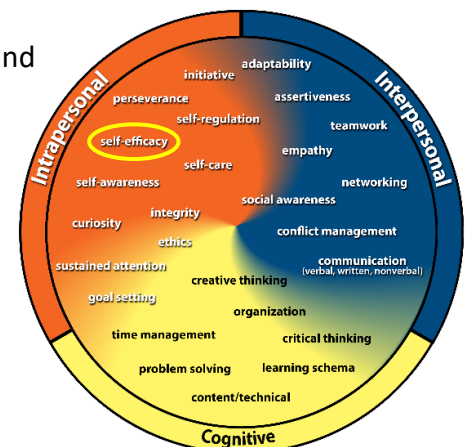 nd
Intrapersonal
Interpersonal
adaptability
initiative
perseverance
assertiveness
self-regulation
teamwork
self-efficacy
empathy
self-care
self-awareness
networking
social awareness
integrity
curiosity
conflict management
ethics
communication
(verbal, written, nonverbal)
sustained attention
creative thinking
goal setting
organization
time management
critical thinking
problem solving
learning schema
content/technical
Cognitive